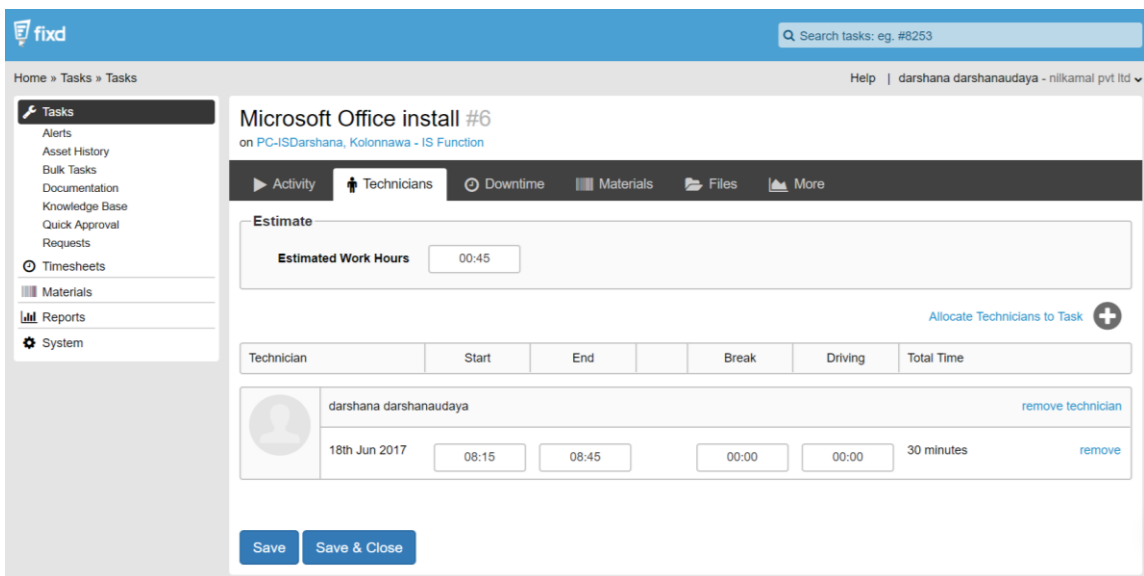 fixd
Search tasks: eg. #8253
Home » Tasks » Tasks
Help | darshana darshanaudaya - nilkamal pvt ltd
Tasks
Alerts
Asset History
Bulk Tasks
Documentation
Knowledge Base
Quick Approval
Requests
Timesheets
Materials
Reports
System
Microsoft Office install #6
on PC-ISDarshana, Kolonnawa - IS Function
Activity Technicians Downtime Materials Files More
Estimate
Estimated Work Hours 00:45
Allocate Technicians to Task
Technician Start End Break Driving Total Time
darshana darshanaudaya remove technician
18th Jun 2017 08:15 08:45 00:00 00:00 30 minutes remove
Save Save & Close